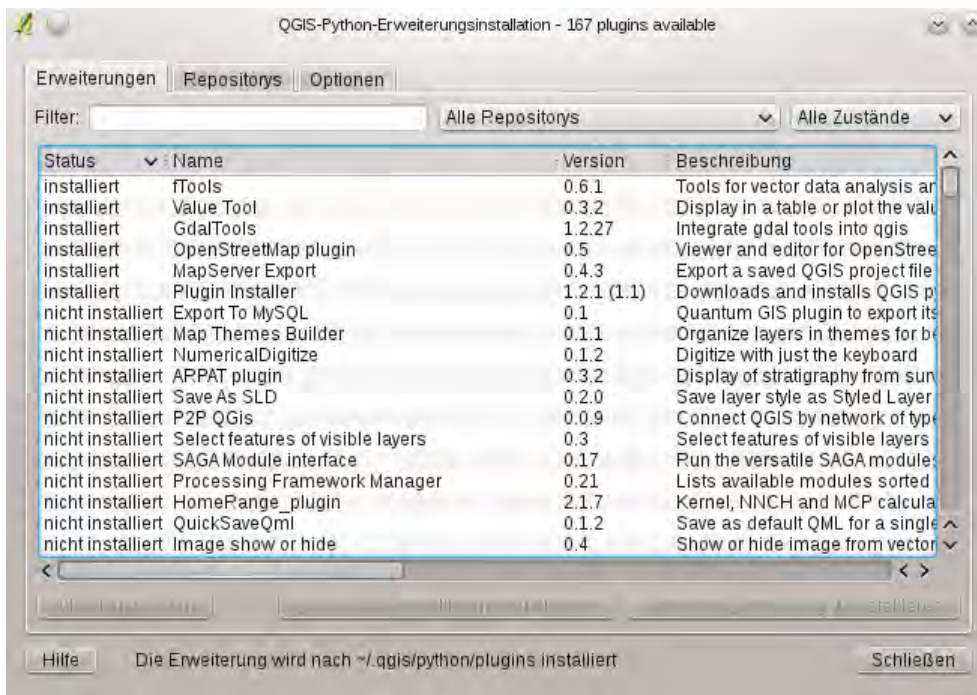 QGIS-Python-Erweiterungsinstallation - 167 plugins available
Erweiterungen Repositorys Optionen
Filter: Alle Repositorys Alle Zustände
Status Name Version Beschreibung
installiert fTools 0.6.1 Tools for vector data analysis an
installiert Value Tool 0.3.2 Display in a table or plot the valu
installiert GdalTools 1.2.27 Integrate gdal tools into qgis
installiert OpenStreetMap plugin 0.5 Viewer and editor for OpenStree
installiert MapServer Export 0.4.3 Export a saved QGIS project file
installiert Plugin Installer 1.2.1 (1.1) Downloads and installs QGIS p
nicht installiert Export To MySQL 0.1 Quantum GIS plugin to export its
nicht installiert Map Themes Builder 0.1.1 Organize layers in themes for be
nicht installiert NumericalDigitize 0.1.2 Digitize with just the keyboard
nicht installiert ARPAT plugin 0.3.2 Display of stratigraphy from surv
nicht installiert Save As SLD 0.2.0 Save layer style as Styled Layer
nicht installiert P2P QGis 0.0.9 Connect QGIS by network of type
nicht installiert Select features of visible layers 0.3 Select features of visible layers
nicht installiert SAGA Module interface 0.17 Run the versatile SAGA modules
nicht installiert Processing Framework Manager 0.21 Lists available modules sorted
nicht installiert HomeRange_plugin 2.1.7 Kernel, NNCH and MCP calcula
nicht installiert QuickSaveQml 0.1.2 Save as default QML for a single
nicht installiert Image show or hide 0.4 Show or hide image from vector
Hilfe Die Erweiterung wird nach ~/.qgis/python/plugins installiert Schließen